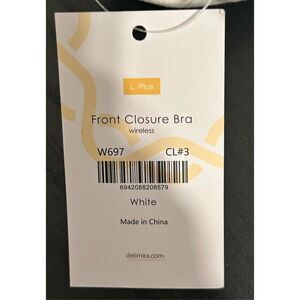 L Plus
Front Closure Bra
wireless
W697 CL#3
6942088208579
White
Made in China
delimira.com